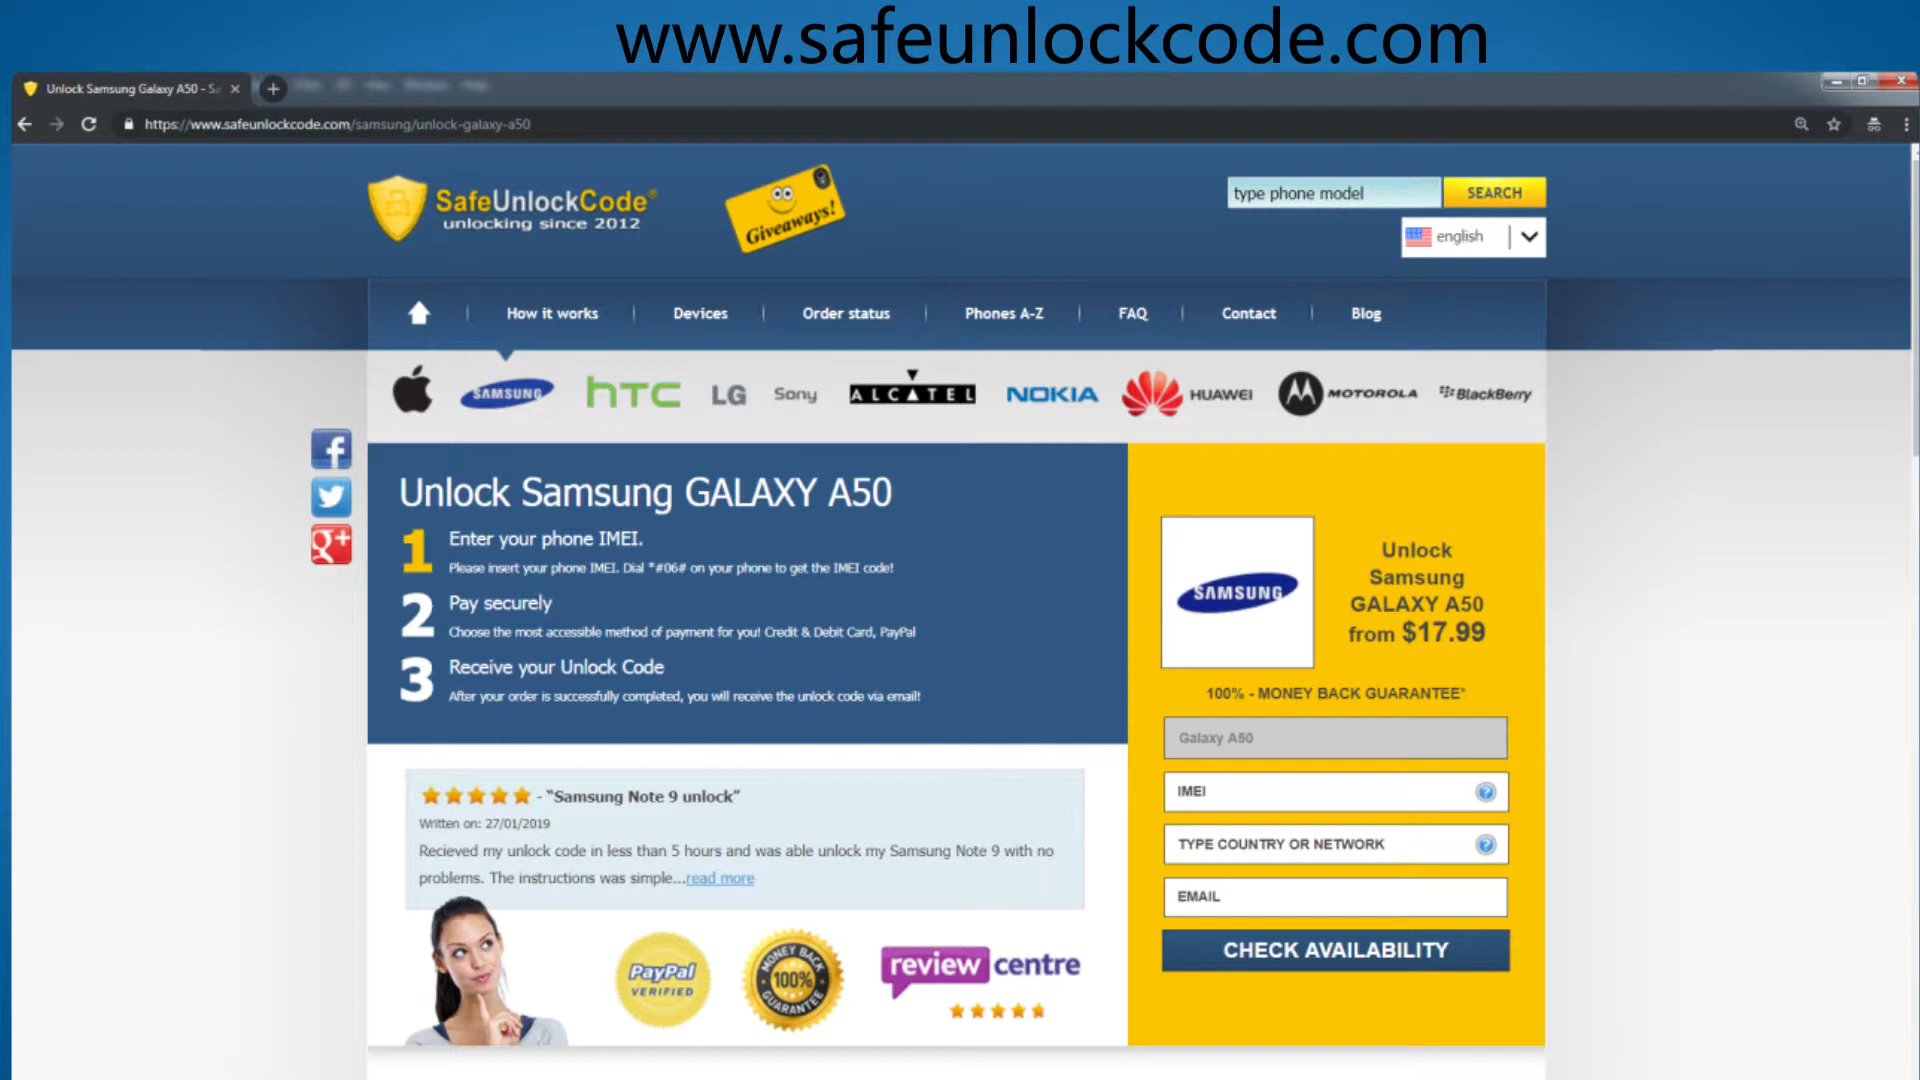 www.safeunlockcode.com
Unlock Samsung Galaxy A50 - Sa
https://www.safeunlockcode.com/samsung/unlock-galaxy-a50
SafeUnlockCode®
unlocking since 2012
Giveaways!
type phone model
SEARCH
english
How it works
Devices
Order status
Phones A-Z
FAQ
Contact
Blog
SAMSUNG
hTC
LG
Sony
ALCATEL
NOKIA
HUAWEI
MOTOROLA
BlackBerry
Unlock Samsung GALAXY A50
1 Enter your phone IMEI.
Please insert your phone IMEI. Dial *#06# on your phone to get the IMEI code!
2 Pay securely
Choose the most accessible method of payment for you! Credit & Debit Card, PayPal
3 Receive your Unlock Code
After your order is successfully completed, you will receive the unlock code via email!
SAMSUNG
Unlock
Samsung
GALAXY A50
from $17.99
100% - MONEY BACK GUARANTEE*
Galaxy A50
IMEI
TYPE COUNTRY OR NETWORK
EMAIL
CHECK AVAILABILITY
- "Samsung Note 9 unlock"
Written on: 27/01/2019
Recieved my unlock code in less than 5 hours and was able unlock my Samsung Note 9 with no
problems. The instructions was simple...read more
PayPal
VERIFIED
MONEY BACK
100%
GUARANTEE
review centre